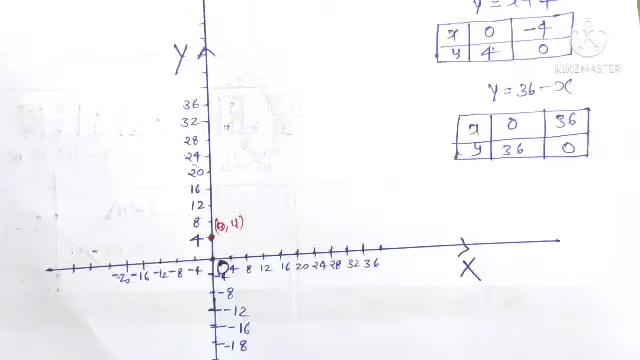 y = x + 4
x 0 -4
y 4 0
KINEMASTER
y = 36 - x
x 0 36
y 36 0
Y
36
32
28
24
20
16
12
8
(0, 4)
4
-20 -16 -12 -8 -4 0 4 8 12 16 20 24 28 32 36
X
-4
-8
-12
-16
-18